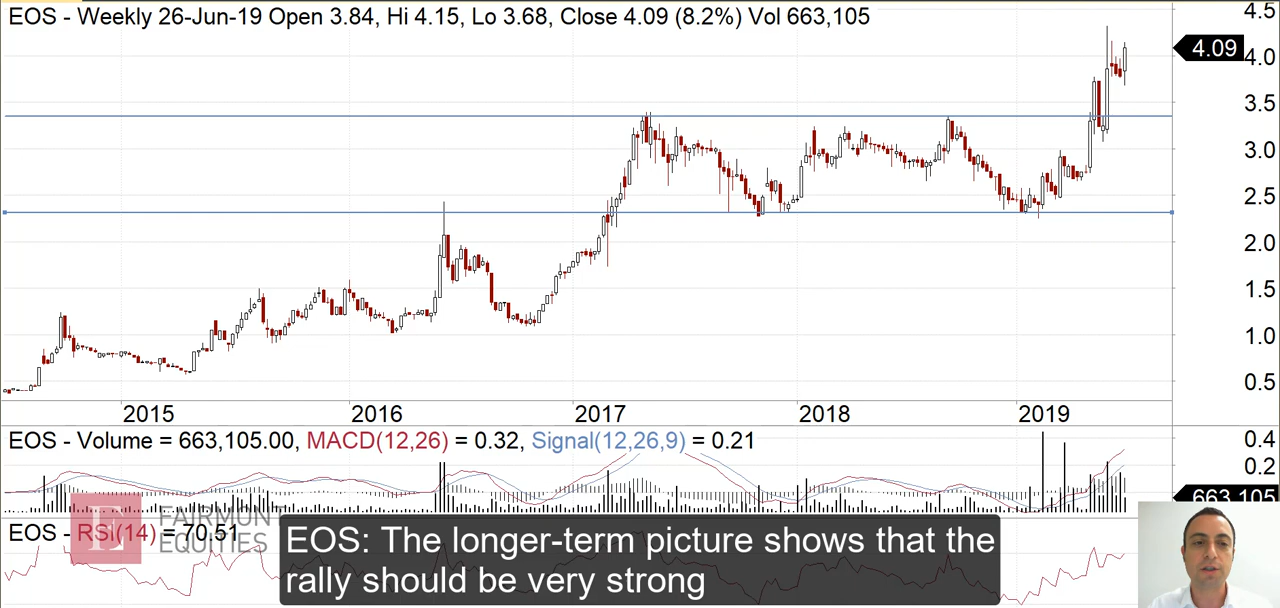 EOS - Weekly 26-Jun-19 Open 3.84, Hi 4.15, Lo 3.68, Close 4.09 (8.2%) Vol 663,105
4.5
4.09
4.0
3.5
3.0
2.5
2.0
1.5
1.0
0.5
2015 2016 2017 2018 2019
EOS - Volume = 663,105.00, MACD(12,26) = 0.32, Signal(12,26,9) = 0.21
0.4
0.2
663,105
EOS - RSI(14) = 70.51
E FAIRMONT
EQUITIES
EOS: The longer-term picture shows that the
rally should be very strong